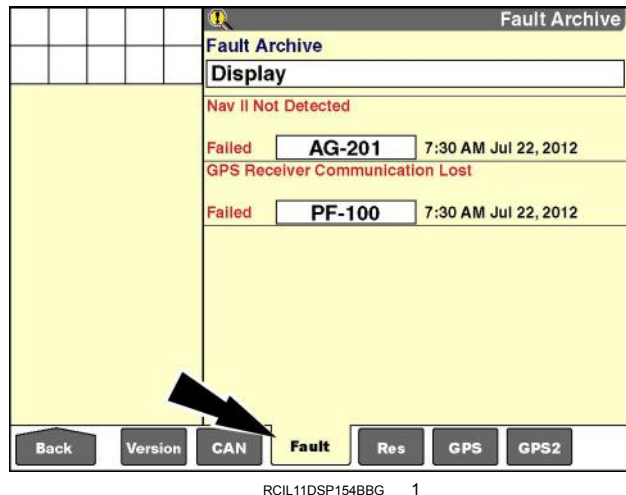 Fault Archive
Fault Archive
Display
Nav II Not Detected
Failed AG-201 7:30 AM Jul 22, 2012
GPS Receiver Communication Lost
Failed PF-100 7:30 AM Jul 22, 2012
Back Version CAN Fault Res GPS GPS2
RCIL11DSP154BBG 1